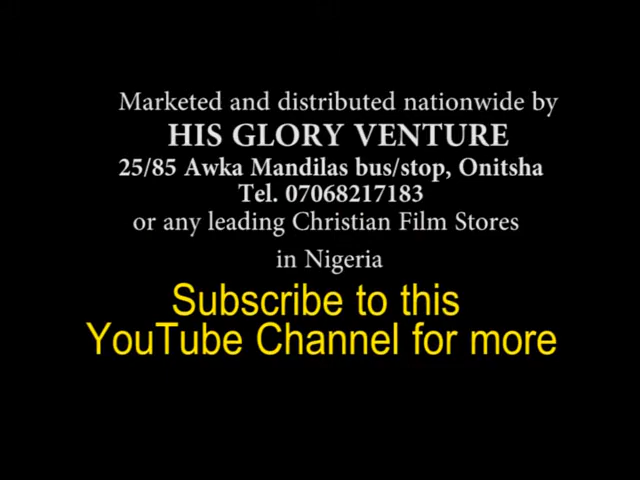 Marketed and distributed nationwide by
HIS GLORY VENTURE
25/85 Awka Mandilas bus/stop, Onitsha
Tel. 07068217183
or any leading Christian Film Stores
in Nigeria
Subscribe to this
YouTube Channel for more